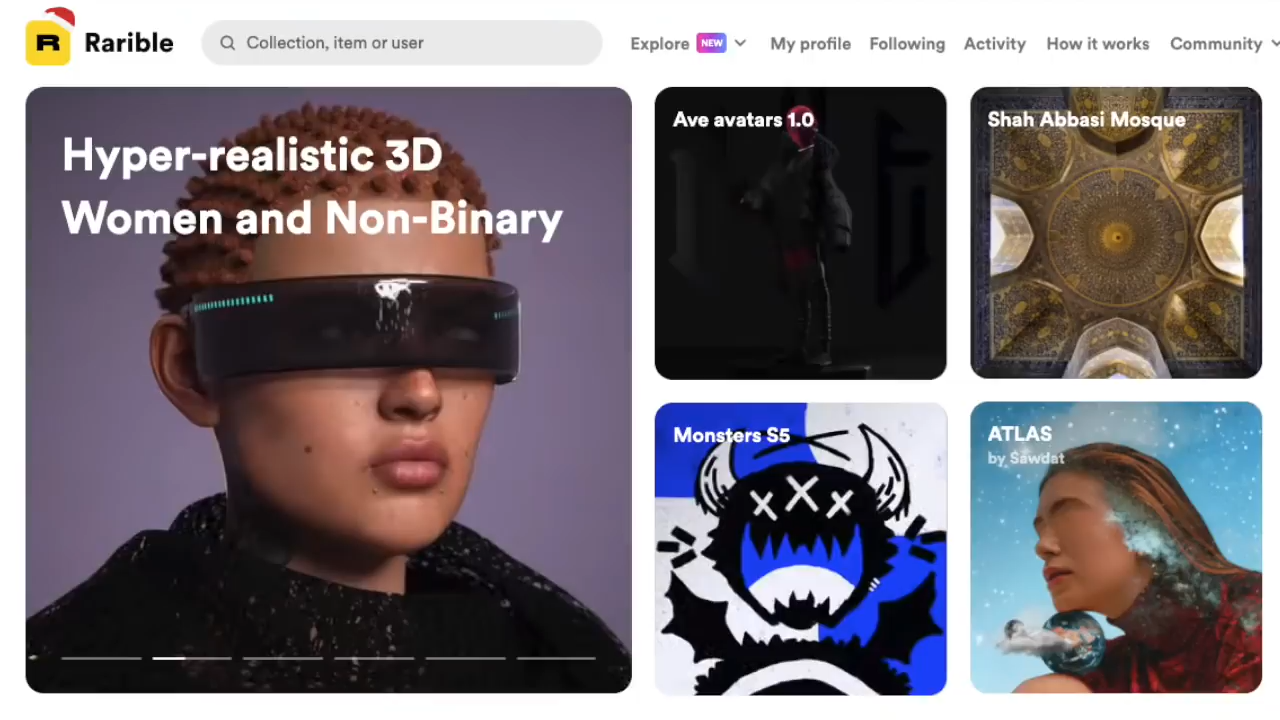 R Rarible
Collection, item or user
Explore NEW
My profile
Following
Activity
How it works
Community
Hyper-realistic 3D
Women and Non-Binary
Ave avatars 1.0
Shah Abbasi Mosque
Monsters S5
ATLAS
by Sawdat